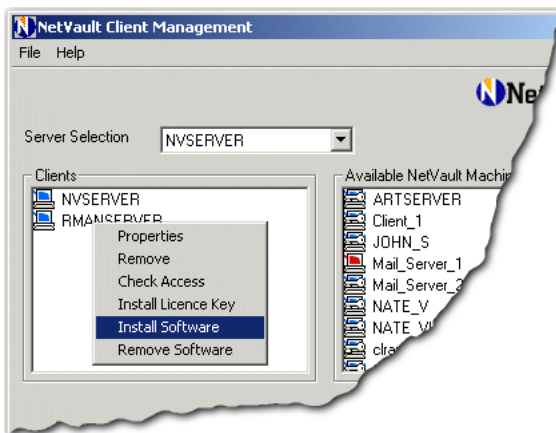 NetVault Client Management
File Help
Server Selection
NVSERVER
Clients
NVSERVER
RMANSERVER
Properties
Remove
Check Access
Install Licence Key
Install Software
Remove Software
Available NetVault
ARTSERVER
Client_1
JOHN_S
Mail_Server_1
Mail_Server_2
NATE_V